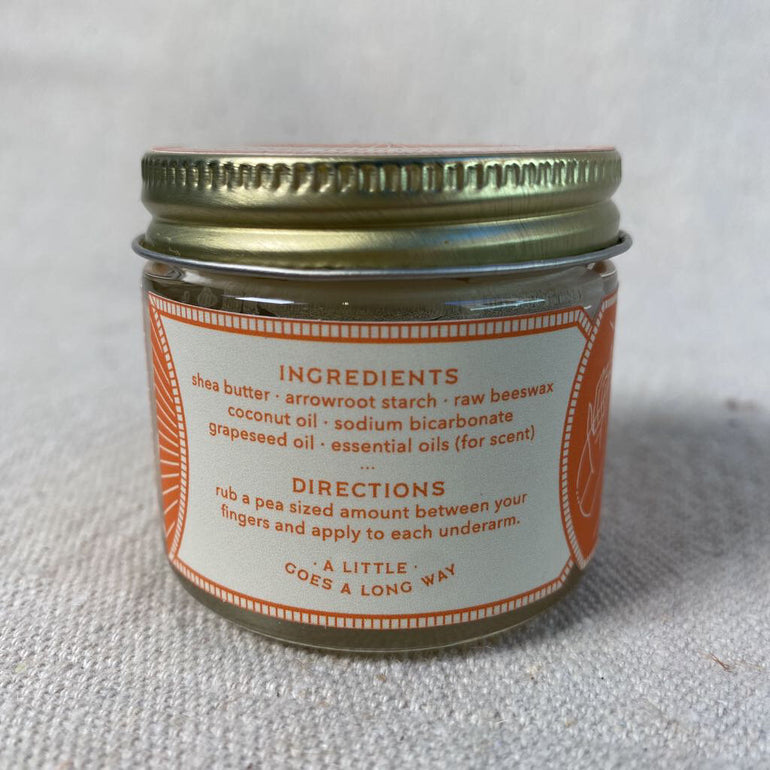 INGREDIENTS
shea butter · arrowroot starch · raw beeswax
coconut oil · sodium bicarbonate
grapeseed oil · essential oils (for scent)
...
DIRECTIONS
rub a pea sized amount between your
fingers and apply to each underarm.
· A LITTLE ·
GOES A LONG WAY